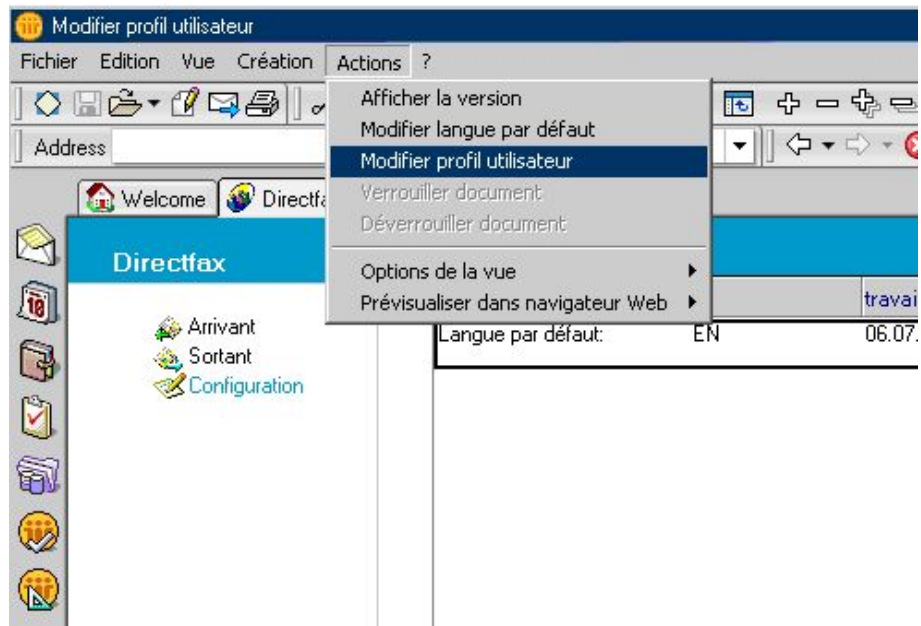 Modifier profil utilisateur
Fichier Edition Vue Création Actions ?
Afficher la version
Modifier langue par défaut
Modifier profil utilisateur
Verrouiller document
Déverrouiller document
Options de la vue
Prévisualiser dans navigateur Web
Address
Welcome Directfa
Directfax
Arrivant
Sortant
Configuration
travai
Langue par défaut: EN 06.07.